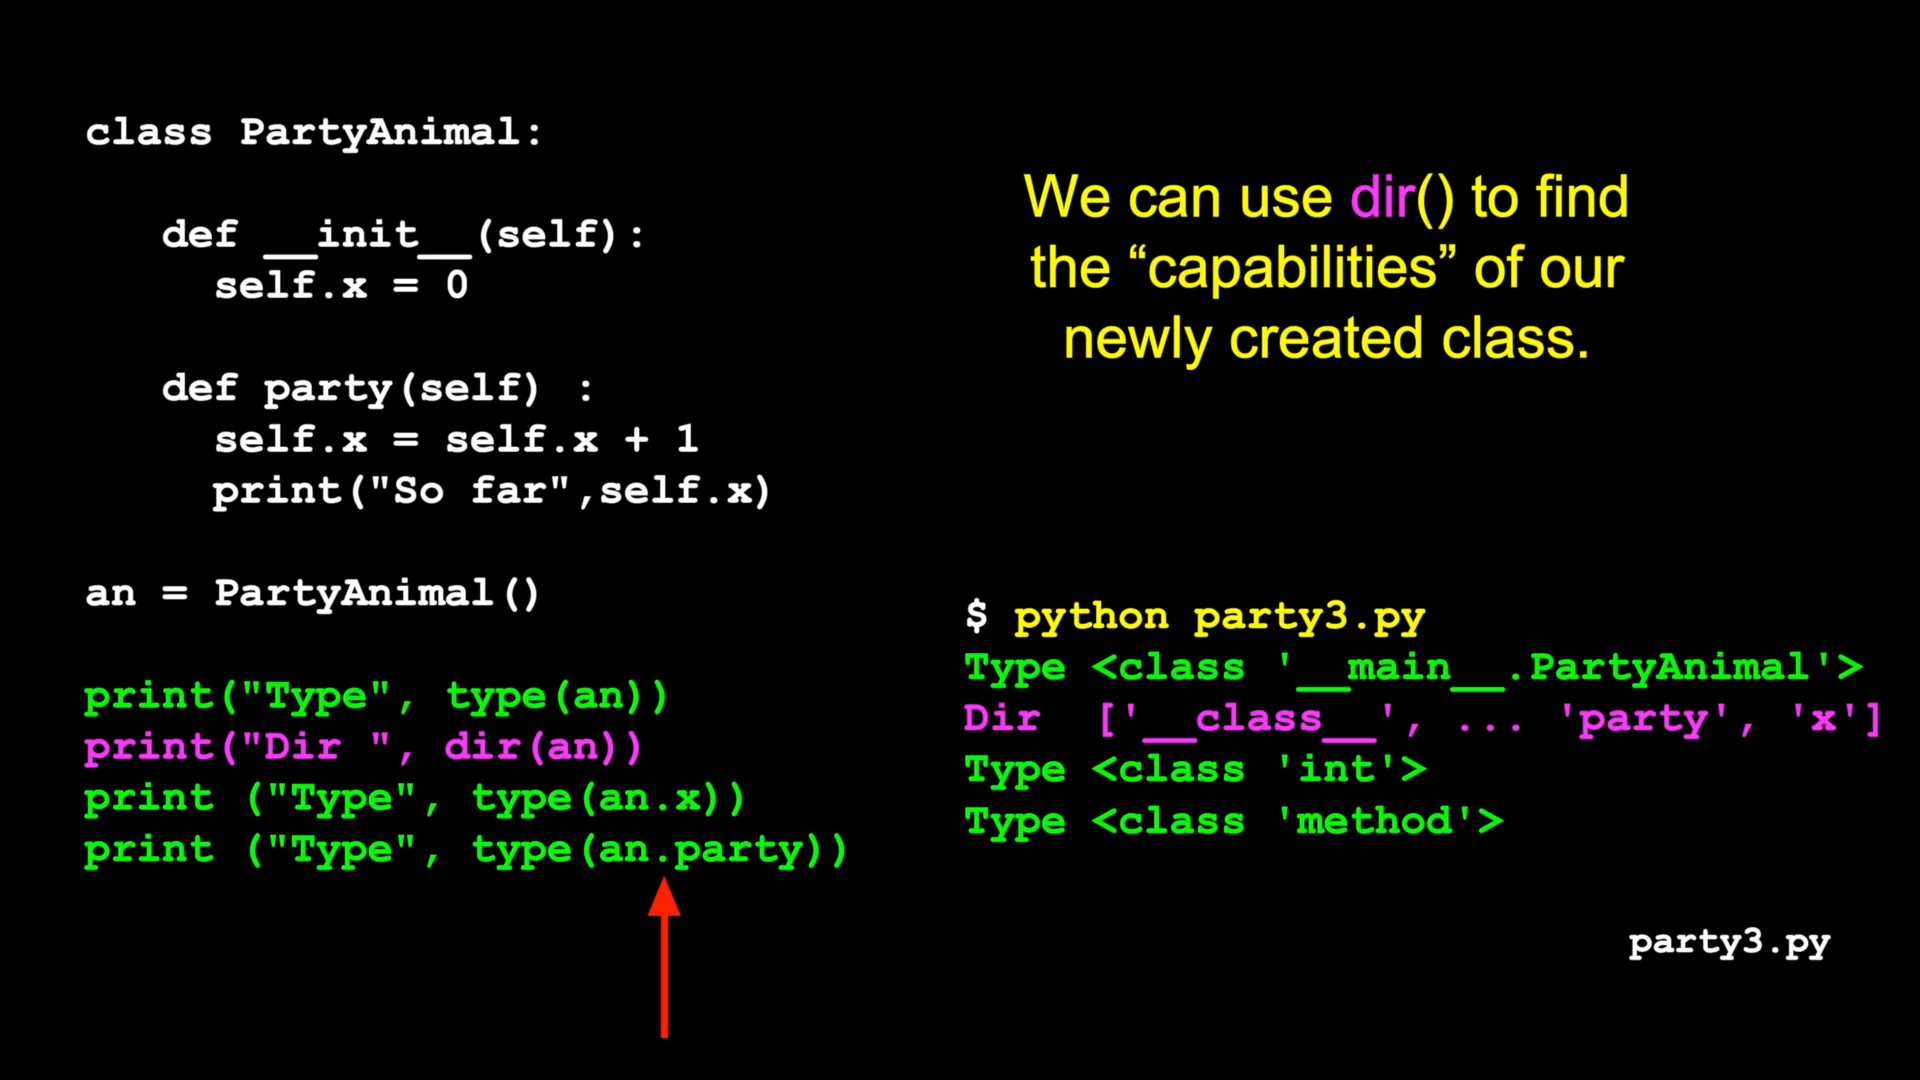 class PartyAnimal:
def __init__(self):
self.x = 0
def party(self) :
self.x = self.x + 1
print("So far",self.x)
an = PartyAnimal()
print("Type", type(an))
print("Dir ", dir(an))
print ("Type", type(an.x))
print ("Type", type(an.party))
We can use dir() to find
the “capabilities” of our
newly created class.
$ python party3.py
Type <class '__main__.PartyAnimal'>
Dir  ['__class__', ... 'party', 'x']
Type <class 'int'>
Type <class 'method'>
party3.py